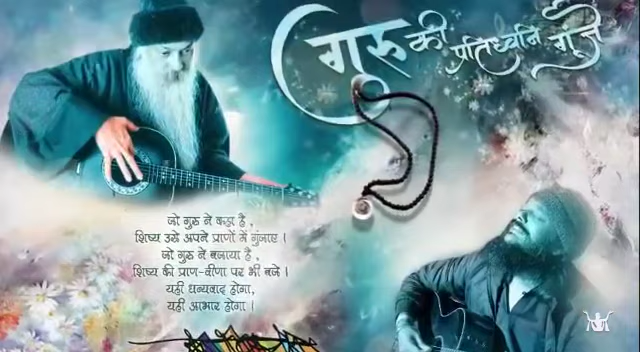 गुरु की प्रतिध्वनि गूँजे
जो गुरु ने कहा है ,
शिष्य उसे अपने प्राणों में गुंजाए ।
जो गुरु ने बजाया है ,
शिष्य की प्राण-वीणा पर भी बजे ।
यही धन्यवाद होगा,
यही आभार होगा ।